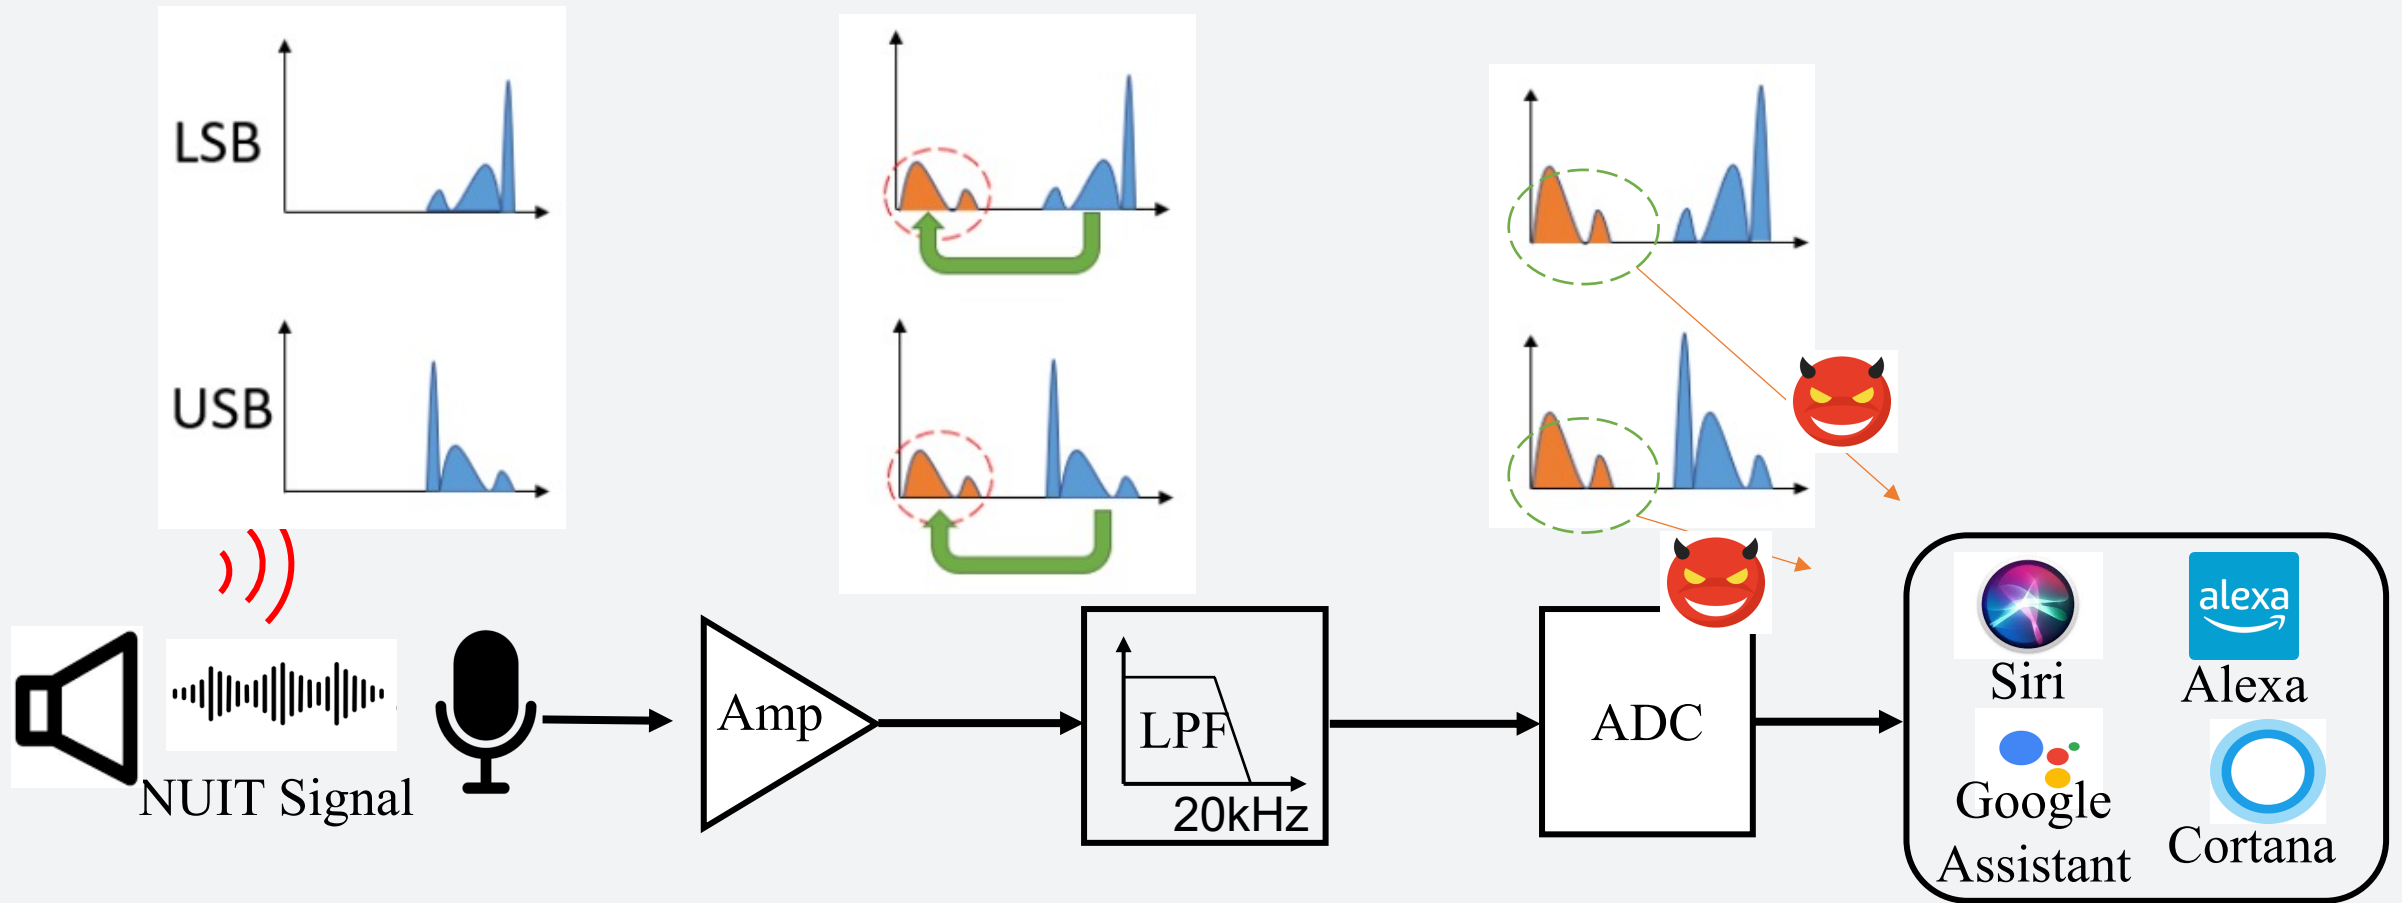 LSB
USB
NUIT Signal
Amp
LPF
20kHz
ADC
Siri
alexa
Alexa
Google
Assistant
Cortana